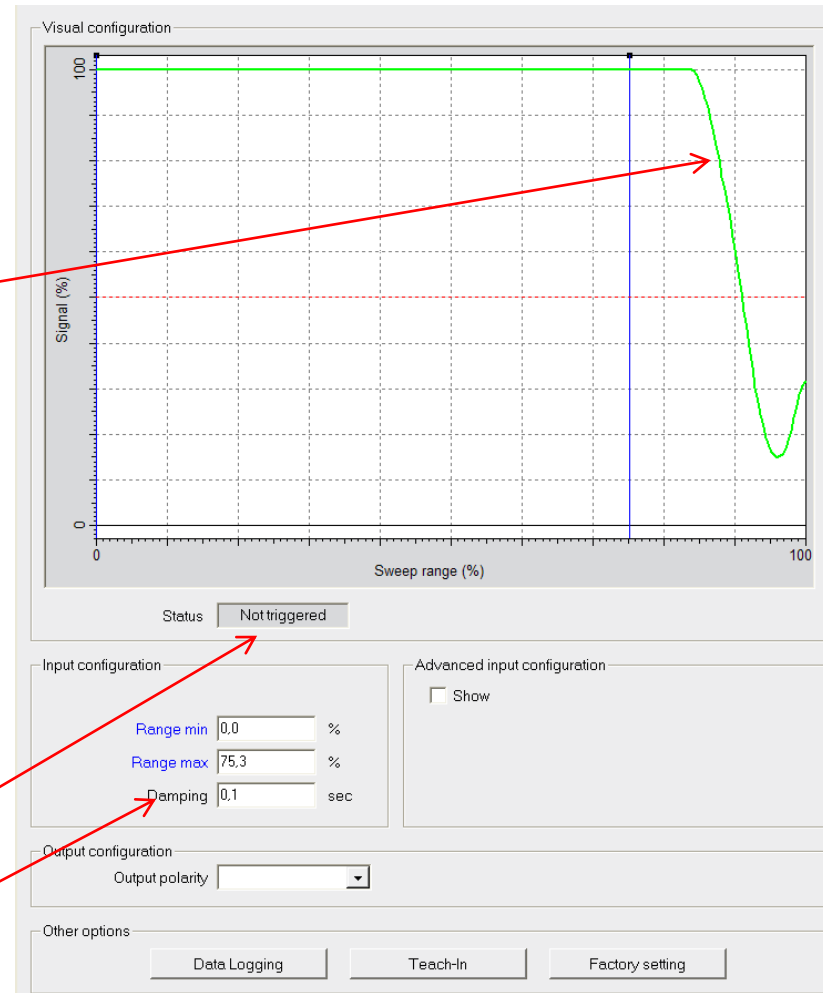 Visual configuration
100
Signal (%)
0
0
100
Sweep range (%)
Status Not triggered
Input configuration
Range min 0,0 %
Range max 75,3 %
Damping 0,1 sec
Advanced input configuration
Show
Output configuration
Output polarity
Other options
Data Logging Teach-In Factory setting